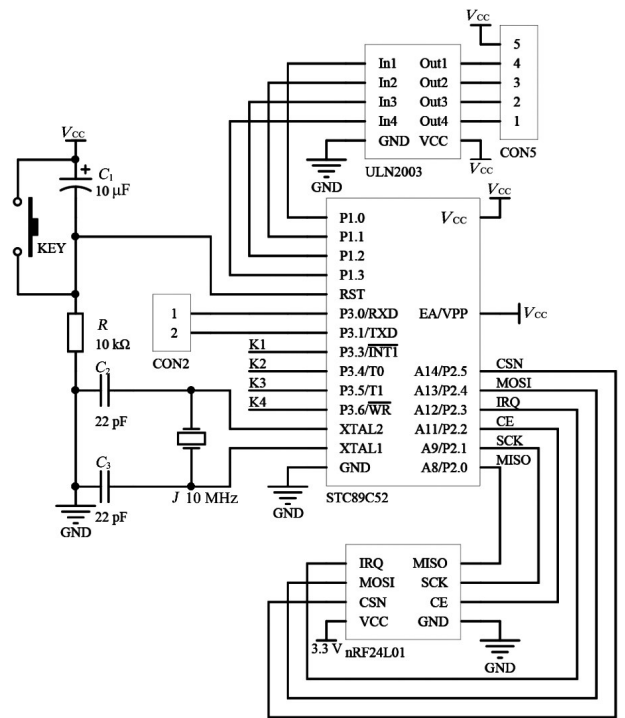 VCC
5
In1 Out1 4
In2 Out2 3
In3 Out3 2
In4 Out4 1
GND VCC
CON5
GND
ULN2003
VCC
VCC
C1
10 μF
KEY
VCC
P1.0 VCC
P1.1
P1.2
P1.3
RST
1 P3.0/RXD EA/VPP VCC
2 P3.1/TXD
CON2
K1 P3.3/INT1
K2 P3.4/T0 A14/P2.5 CSN
K3 P3.5/T1 A13/P2.4 MOSI
K4 P3.6/WR A12/P2.3 IRQ
XTAL2 A11/P2.2 CE
XTAL1 A9/P2.1 SCK
GND A8/P2.0 MISO
R
10 kΩ
C2
22 pF
C3
22 pF
J 10 MHz
GND
GND
STC89C52
IRQ MISO
MOSI SCK
CSN CE
VCC GND
3.3 V
nRF24L01
GND